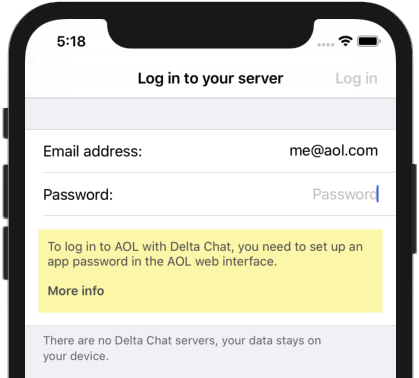 5:18
Log in to your server Log in
Email address: me@aol.com
Password: Password
To log in to AOL with Delta Chat, you need to set up an
app password in the AOL web interface.
More info
There are no Delta Chat servers, your data stays on
your device.